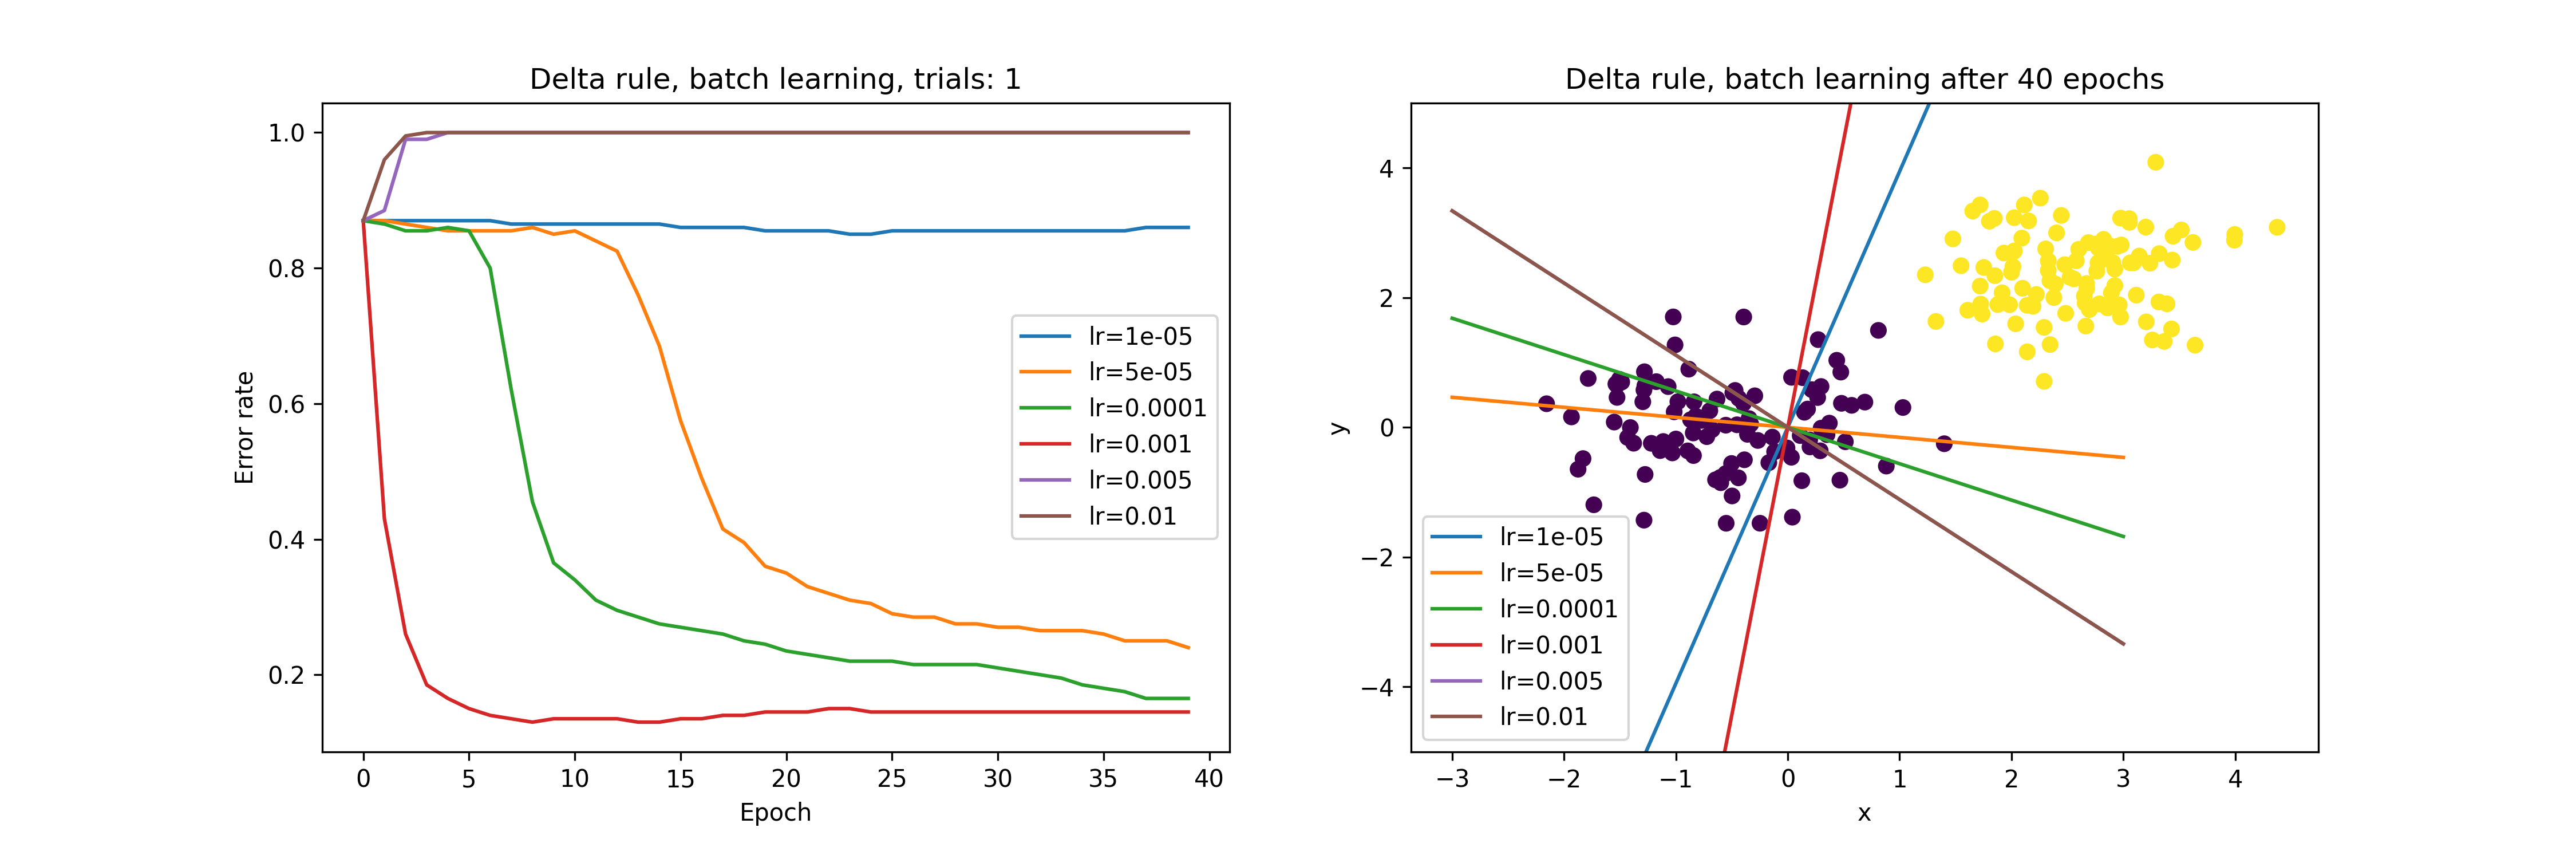 Delta rule, batch learning, trials: 1
1.0
0.8
0.6
0.4
0.2
Error rate
0 5 10 15 20 25 30 35 40
Epoch
lr=1e-05
lr=5e-05
lr=0.0001
lr=0.001
lr=0.005
lr=0.01
Delta rule, batch learning after 40 epochs
4
2
0
−2
−4
y
−3 −2 −1 0 1 2 3 4
x
lr=1e-05
lr=5e-05
lr=0.0001
lr=0.001
lr=0.005
lr=0.01